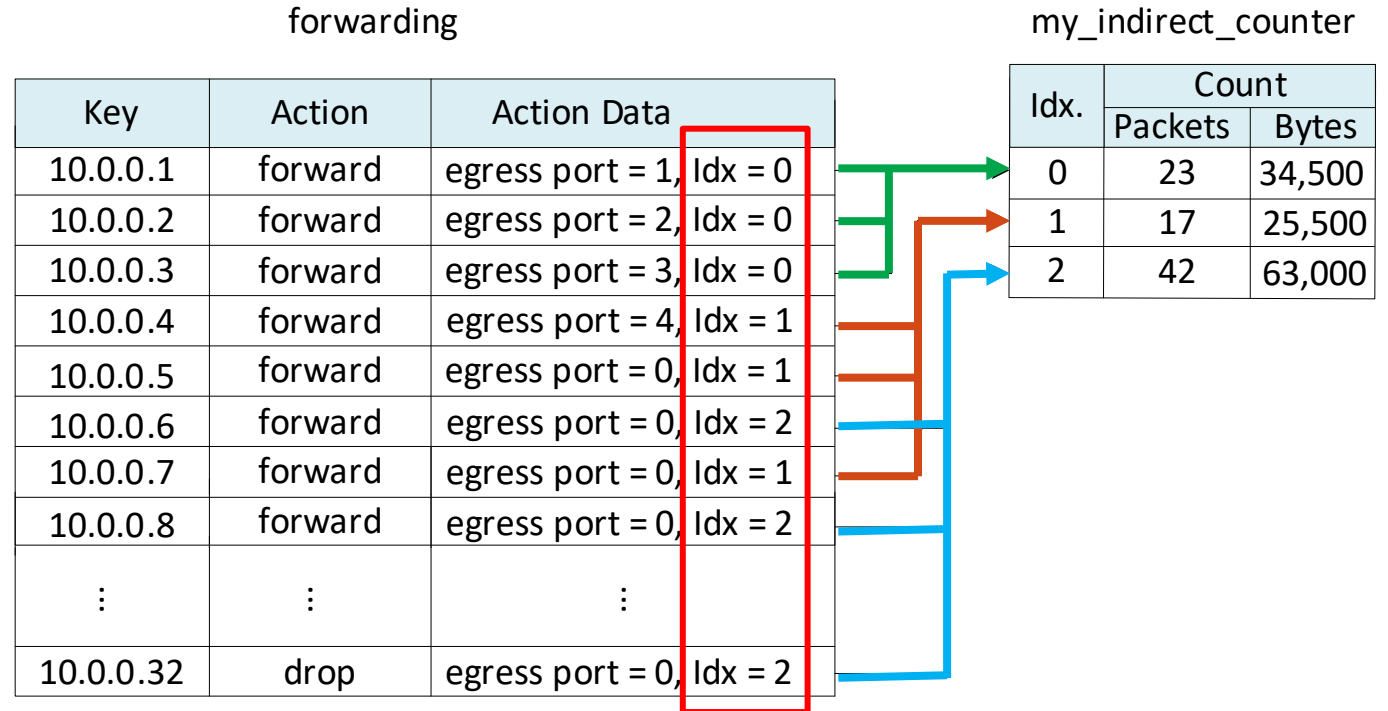 forwarding
my_indirect_counter
Key Action Action Data
10.0.0.1 forward egress port = 1, Idx = 0
10.0.0.2 forward egress port = 2, Idx = 0
10.0.0.3 forward egress port = 3, Idx = 0
10.0.0.4 forward egress port = 4, Idx = 1
10.0.0.5 forward egress port = 0, Idx = 1
10.0.0.6 forward egress port = 0, Idx = 2
10.0.0.7 forward egress port = 0, Idx = 1
10.0.0.8 forward egress port = 0, Idx = 2
⋮ ⋮ ⋮
10.0.0.32 drop egress port = 0, Idx = 2
Idx. Count
Packets Bytes
0 23 34,500
1 17 25,500
2 42 63,000